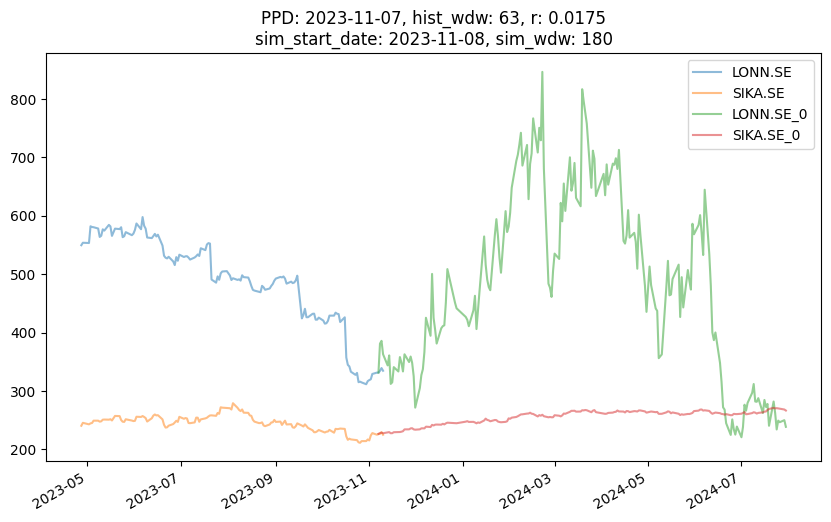 PPD: 2023-11-07, hist_wdw: 63, r: 0.0175
sim_start_date: 2023-11-08, sim_wdw: 180
LONN.SE
SIKA.SE
LONN.SE_0
SIKA.SE_0
800
700
600
500
400
300
200
2023-05
2023-07
2023-09
2023-11
2024-01
2024-03
2024-05
2024-07